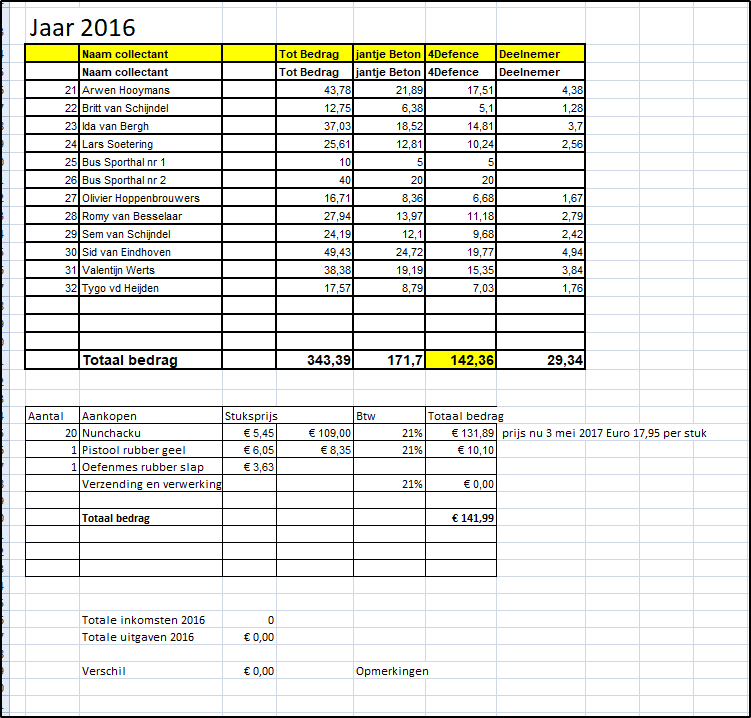 Jaar 2016
Naam collectant Tot Bedrag jantje Beton 4Defence Deelnemer
Naam collectant Tot Bedrag jantje Beton 4Defence Deelnemer
21 Arwen Hooymans 43,78 21,89 17,51 4,38
22 Britt van Schijndel 12,75 6,38 5,1 1,28
23 Ida van Bergh 37,03 18,52 14,81 3,7
24 Lars Soetering 25,61 12,81 10,24 2,56
25 Bus Sporthal nr 1 10 5 5
26 Bus Sporthal nr 2 40 20 20
27 Olivier Hoppenbrouwers 16,71 8,36 6,68 1,67
28 Romy van Besselaar 27,94 13,97 11,18 2,79
29 Sem van Schijndel 24,19 12,1 9,68 2,42
30 Sid van Eindhoven 49,43 24,72 19,77 4,94
31 Valentijn Werts 38,38 19,19 15,35 3,84
32 Tygo vd Heijden 17,57 8,79 7,03 1,76
Totaal bedrag 343,39 171,7 142,36 29,34
Aantal Aankopen Stuksprijs Btw Totaal bedrag
20 Nunchacku € 5,45 € 109,00 21% € 131,89 prijs nu 3 mei 2017 Euro 17,95 per stuk
1 Pistool rubber geel € 6,05 € 8,35 21% € 10,10
1 Oefenmes rubber slap € 3,63
Verzending en verwerking 21% € 0,00
Totaal bedrag € 141,99
Totale inkomsten 2016 0
Totale uitgaven 2016 € 0,00
Verschil € 0,00 Opmerkingen